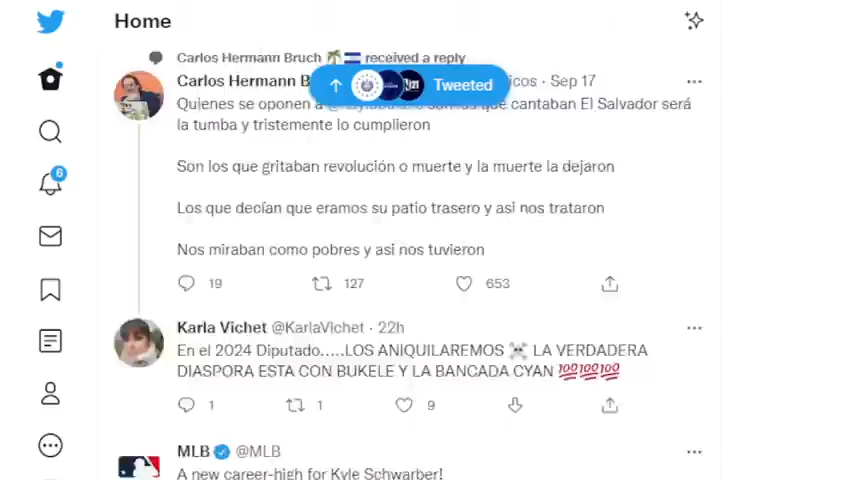 Home
Carlos Hermann Bruch 🌴🇸🇻 received a reply
Carlos Hermann B
icos · Sep 17
Tweeted
Quienes se oponen a que cantaban El Salvador será
la tumba y tristemente lo cumplieron
Son los que gritaban revolución o muerte y la muerte la dejaron
Los que decían que eramos su patio trasero y asi nos trataron
Nos miraban como pobres y asi nos tuvieron
19 127 653
Karla Vichet @KarlaVichet · 22h
En el 2024 Diputado.....LOS ANIQUILAREMOS ☠️ LA VERDADERA
DIASPORA ESTA CON BUKELE Y LA BANCADA CYAN 💯💯💯
1 1 9
MLB @MLB
A new career-high for Kyle Schwarber!
6